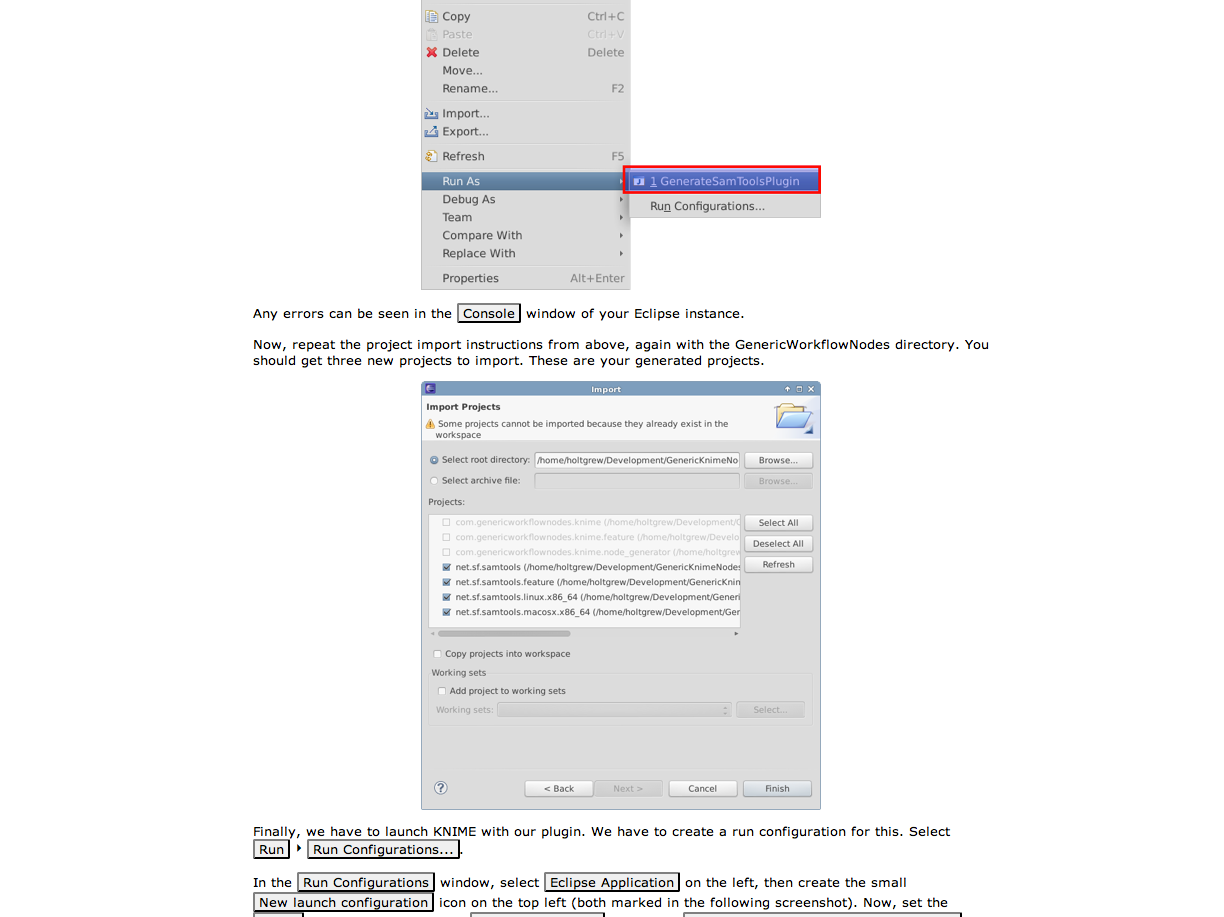 Copy Ctrl+C
Paste Ctrl+V
Delete Delete
Move...
Rename... F2
Import...
Export...
Refresh F5
Run As
1 GenerateSamToolsPlugin
Debug As
Run Configurations...
Team
Compare With
Replace With
Properties Alt+Enter
Any errors can be seen in the Console window of your Eclipse instance.
Now, repeat the project import instructions from above, again with the GenericWorkflowNodes directory. You
should get three new projects to import. These are your generated projects.
Import
Import Projects
Some projects cannot be imported because they already exist in the
workspace
Select root directory: /home/holtgrew/Development/GenericKnimeNo Browse...
Select archive file: Browse...
Projects:
com.genericworkflownodes.knime (/home/holtgrew/Development/G
com.genericworkflownodes.knime.feature (/home/holtgrew/Develo
com.genericworkflownodes.knime.node_generator (/home/holtgrew
net.sf.samtools (/home/holtgrew/Development/GenericKnimeNodes
net.sf.samtools.feature (/home/holtgrew/Development/GenericKnim
net.sf.samtools.linux.x86_64 (/home/holtgrew/Development/Generi
net.sf.samtools.macosx.x86_64 (/home/holtgrew/Development/Ger
Select All
Deselect All
Refresh
Copy projects into workspace
Working sets
Add project to working sets
Working sets: Select...
? < Back Next > Cancel Finish
Finally, we have to launch KNIME with our plugin. We have to create a run configuration for this. Select
Run Run Configurations... .
In the Run Configurations window, select Eclipse Application on the left, then create the small
New launch configuration icon on the top left (both marked in the following screenshot). Now, set the